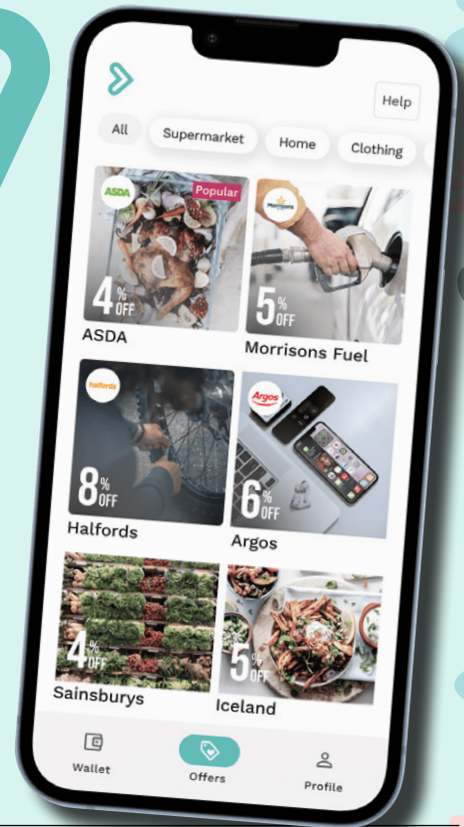 Help
All Supermarket Home Clothing
ASDA Popular Morrisons
4% OFF 5% OFF
ASDA Morrisons Fuel
halfords Argos
8% OFF 6% OFF
Halfords Argos
4% OFF 5% OFF
Sainsburys Iceland
Wallet Offers Profile